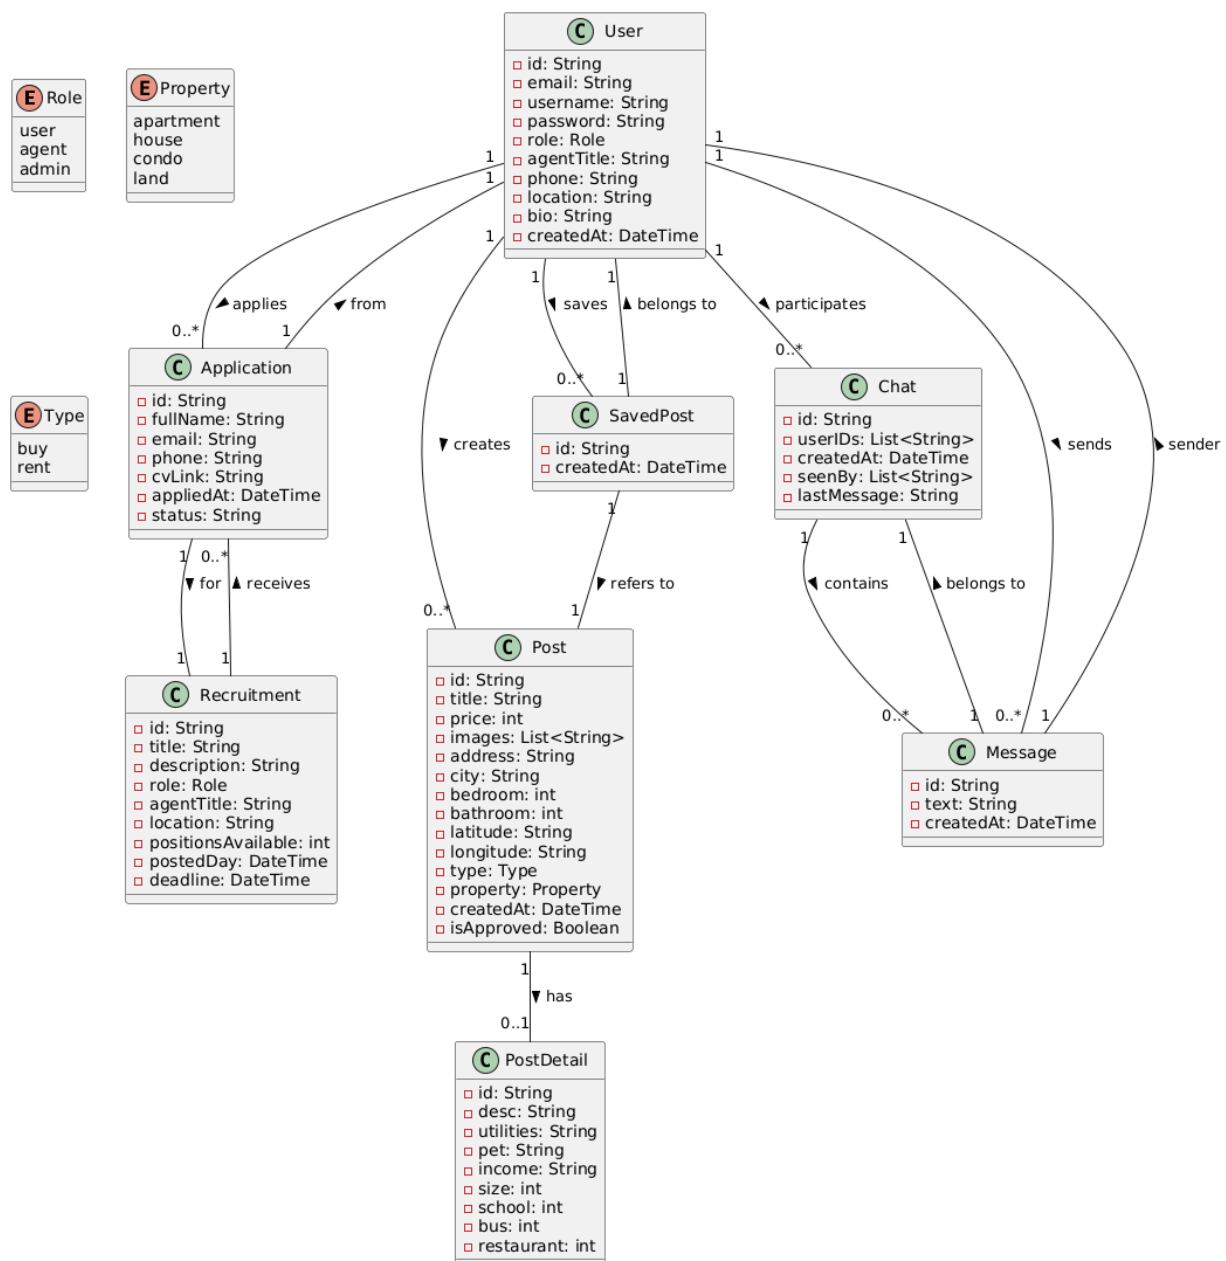 C User
id: String
email: String
username: String
password: String
role: Role
agentTitle: String
phone: String
location: String
bio: String
createdAt: DateTime
E Role
user
agent
admin
E Property
apartment
house
condo
land
1
1
1
1
1
1
1
1
1
applies
from
saves
belongs to
participates
0..*
1
0..*
1
0..*
E Type
buy
rent
C Application
id: String
fullName: String
email: String
phone: String
cvLink: String
appliedAt: DateTime
status: String
creates
C SavedPost
id: String
createdAt: DateTime
C Chat
id: String
userIDs: List<String>
createdAt: DateTime
seenBy: List<String>
lastMessage: String
sends
sender
1
0..*
1
1
1
for
receives
refers to
contains
belongs to
1
1
0..*
1
0..*
1
0..*
1
C Recruitment
id: String
title: String
description: String
role: Role
agentTitle: String
location: String
positionsAvailable: int
postedDay: DateTime
deadline: DateTime
C Post
id: String
title: String
price: int
images: List<String>
address: String
city: String
bedroom: int
bathroom: int
latitude: String
longitude: String
type: Type
property: Property
createdAt: DateTime
isApproved: Boolean
C Message
id: String
text: String
createdAt: DateTime
1
has
0..1
C PostDetail
id: String
desc: String
utilities: String
pet: String
income: String
size: int
school: int
bus: int
restaurant: int